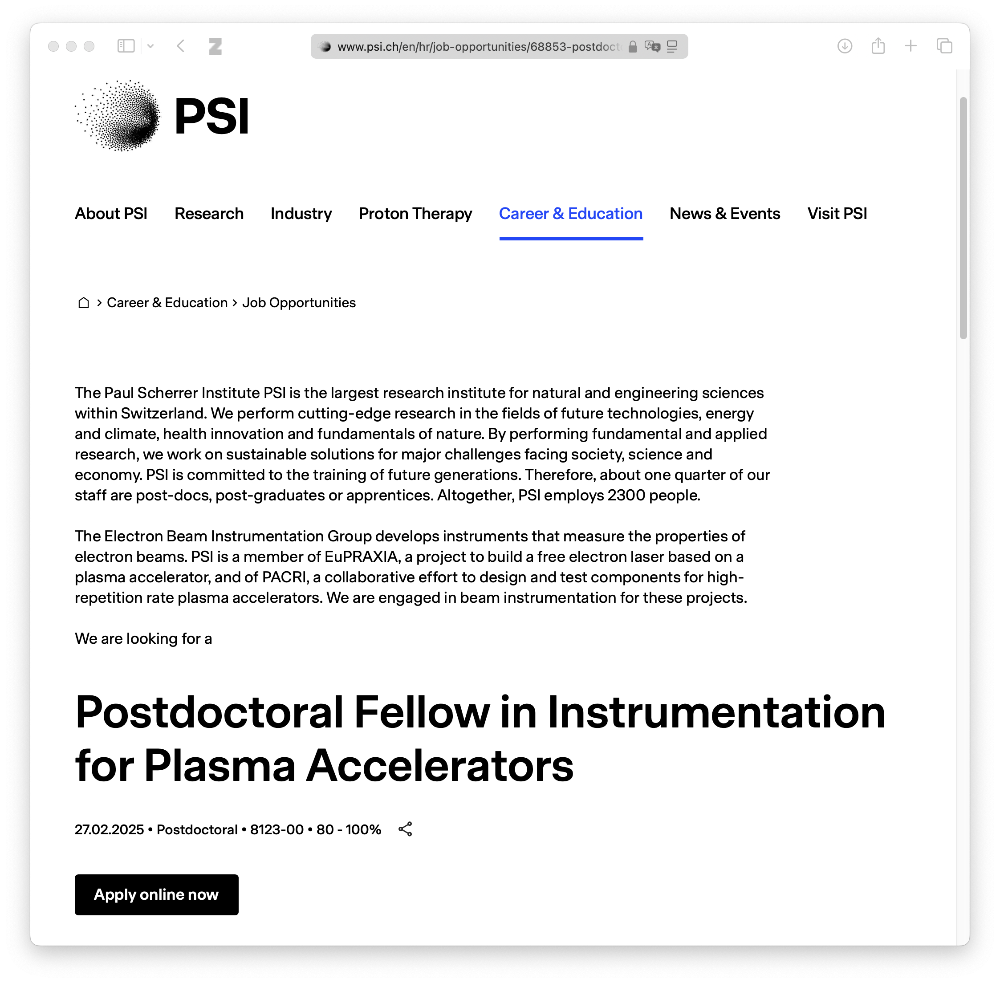 www.psi.ch/en/hr/job-opportunities/68853-postdoct
PSI
About PSI Research Industry Proton Therapy Career & Education News & Events Visit PSI
> Career & Education > Job Opportunities
The Paul Scherrer Institute PSI is the largest research institute for natural and engineering sciences
within Switzerland. We perform cutting-edge research in the fields of future technologies, energy
and climate, health innovation and fundamentals of nature. By performing fundamental and applied
research, we work on sustainable solutions for major challenges facing society, science and
economy. PSI is committed to the training of future generations. Therefore, about one quarter of our
staff are post-docs, post-graduates or apprentices. Altogether, PSI employs 2300 people.
The Electron Beam Instrumentation Group develops instruments that measure the properties of
electron beams. PSI is a member of EuPRAXIA, a project to build a free electron laser based on a
plasma accelerator, and of PACRI, a collaborative effort to design and test components for high-
repetition rate plasma accelerators. We are engaged in beam instrumentation for these projects.
We are looking for a
Postdoctoral Fellow in Instrumentation
for Plasma Accelerators
27.02.2025 • Postdoctoral • 8123-00 • 80 - 100%
Apply online now